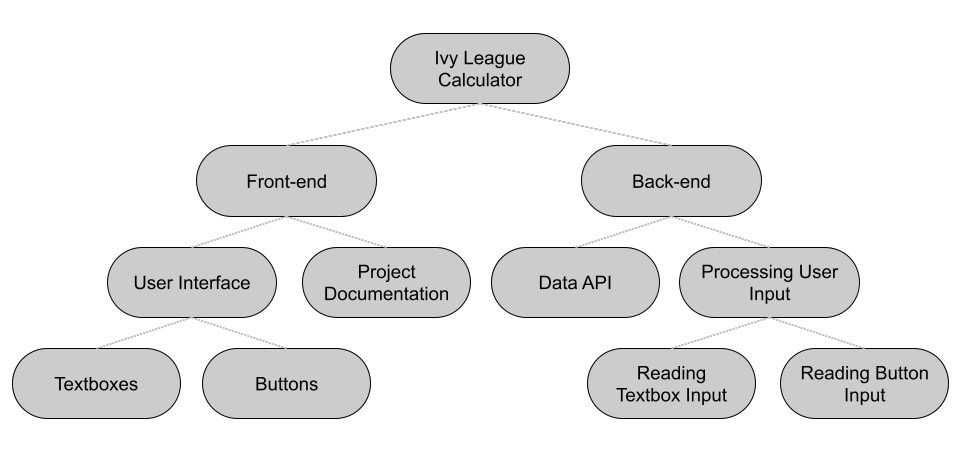 Ivy League
Calculator
Front-end
Back-end
User Interface
Project
Documentation
Data API
Processing User
Input
Textboxes
Buttons
Reading
Textbox Input
Reading Button
Input